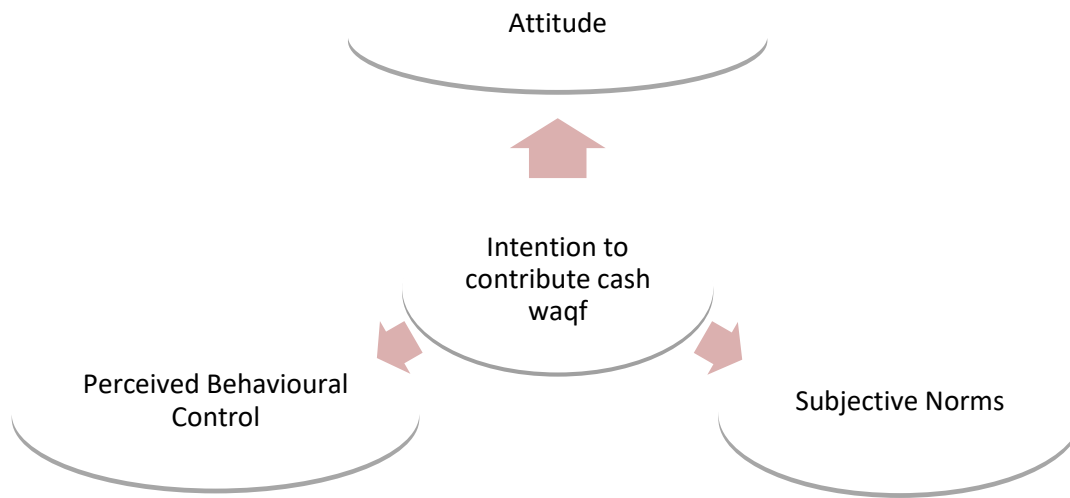 Attitude
Intention to
contribute cash
waqf
Perceived Behavioural
Control
Subjective Norms